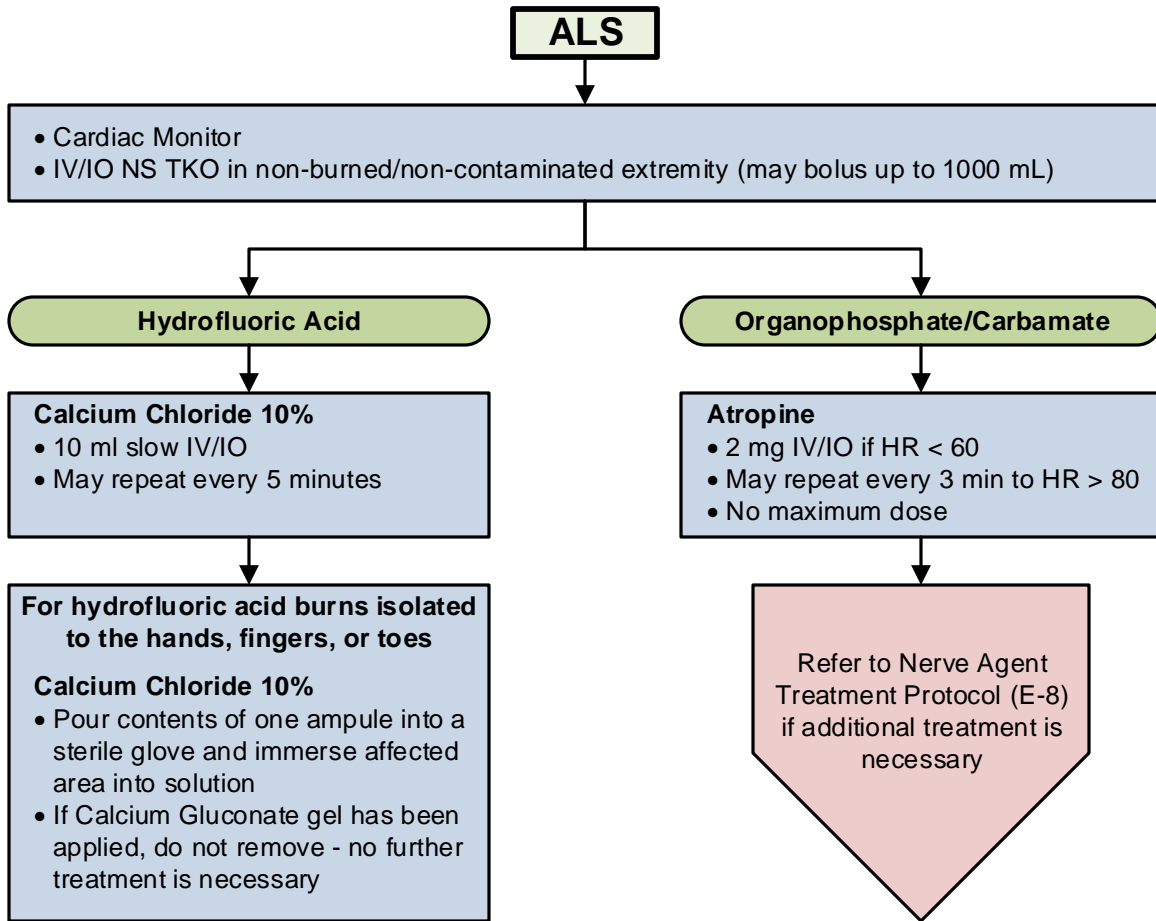 ALS
• Cardiac Monitor
• IV/IO NS TKO in non-burned/non-contaminated extremity (may bolus up to 1000 mL)
Hydrofluoric Acid
Calcium Chloride 10%
• 10 ml slow IV/IO
• May repeat every 5 minutes
For hydrofluoric acid burns isolated
to the hands, fingers, or toes
Calcium Chloride 10%
• Pour contents of one ampule into a
sterile glove and immerse affected
area into solution
• If Calcium Gluconate gel has been
applied, do not remove - no further
treatment is necessary
Organophosphate/Carbamate
Atropine
• 2 mg IV/IO if HR < 60
• May repeat every 3 min to HR > 80
• No maximum dose
Refer to Nerve Agent
Treatment Protocol (E-8)
if additional treatment is
necessary